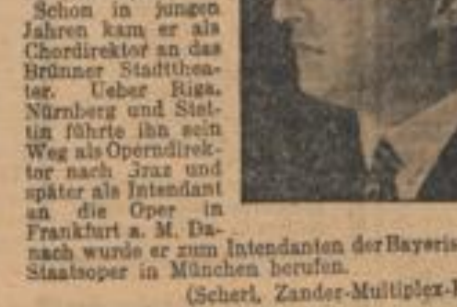 Schon in jungen
Jahren kam er als
Chordirektor an das
Brünner Stadtthea-
ter. Ueber Riga,
Nürnberg und Stet-
tin führte ihn sein
Weg als Operndirek-
tor nach Graz und
später als Intendant
an die Oper in
Frankfurt a. M. Da-
nach wurde er zum Intendanten der Bayeris
Staatsoper in München berufen.
(Scherl, Zander-Multiplex-